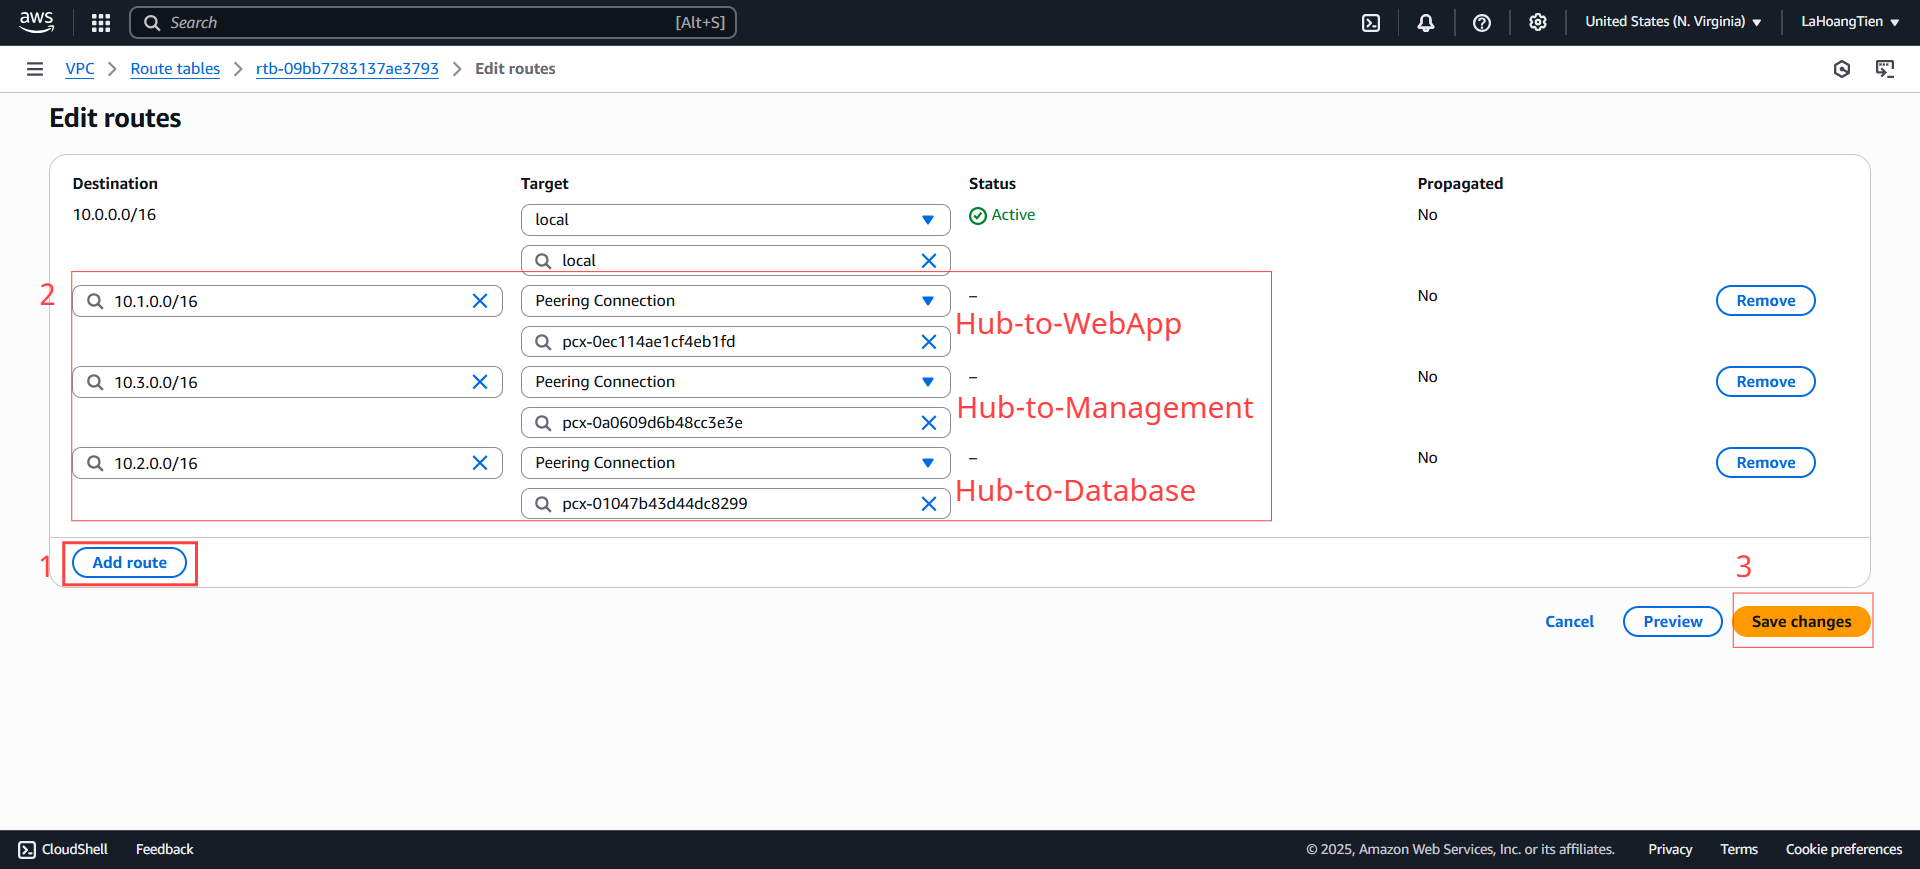 aws Search [Alt+S] United States (N. Virginia) LaHoangTien
VPC Route tables rtb-09bb7783137ae3793 Edit routes
Edit routes
Destination Target Status Propagated
10.0.0.0/16 local Active No
local
2 10.1.0.0/16 Peering Connection – No Remove
Hub-to-WebApp
pcx-0ec114ae1cf4eb1fd
10.3.0.0/16 Peering Connection – No Remove
Hub-to-Management
pcx-0a0609d6b48cc3e3e
10.2.0.0/16 Peering Connection – No Remove
Hub-to-Database
pcx-01047b43d44dc8299
1 Add route 3
Cancel Preview Save changes
CloudShell Feedback © 2025, Amazon Web Services, Inc. or its affiliates. Privacy Terms Cookie preferences